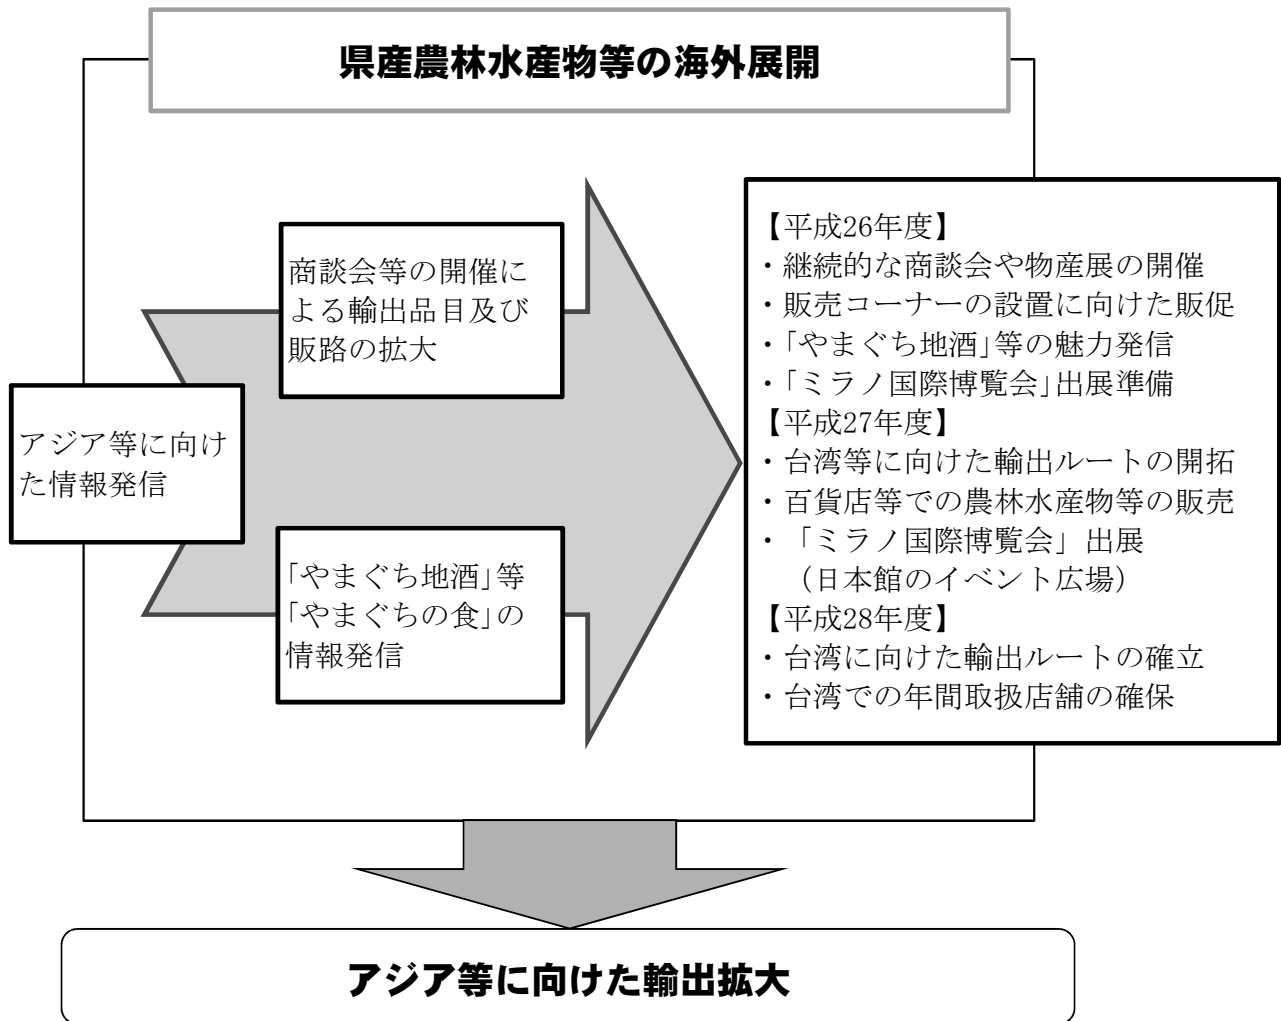 県産農林水産物等の海外展開
アジア等に向け
た情報発信
商談会等の開催に
よる輸出品目及び
販路の拡大
「やまぐち地酒」等
「やまぐちの食」の
情報発信
【平成26年度】
・継続的な商談会や物産展の開催
・販売コーナーの設置に向けた販促
・「やまぐち地酒」等の魅力発信
・「ミラノ国際博覧会」出展準備
【平成27年度】
・台湾等に向けた輸出ルートの開拓
・百貨店等での農林水産物等の販売
・「ミラノ国際博覧会」出展
（日本館のイベント広場）
【平成28年度】
・台湾に向けた輸出ルートの確立
・台湾での年間取扱店舗の確保
アジア等に向けた輸出拡大